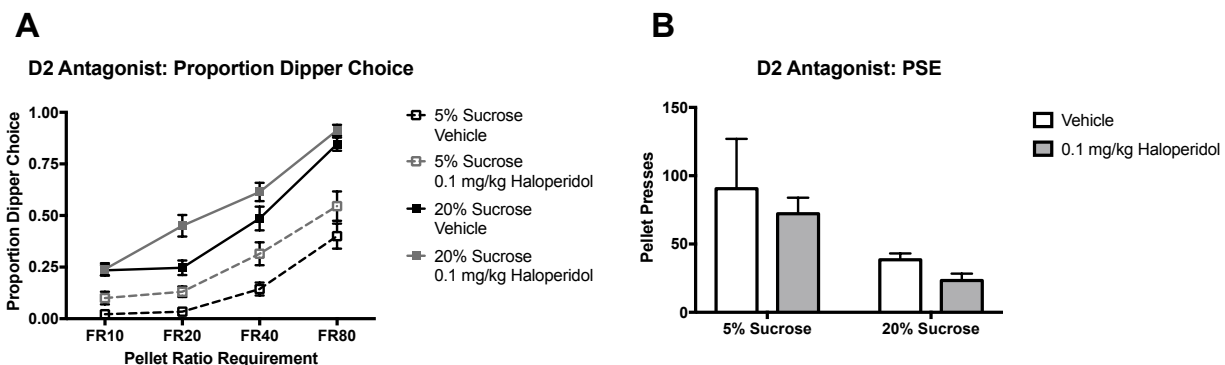 A
D2 Antagonist: Proportion Dipper Choice
Proportion Dipper Choice
1.00
0.75
0.50
0.25
0.00
FR10 FR20 FR40 FR80
Pellet Ratio Requirement
5% Sucrose
Vehicle
5% Sucrose
0.1 mg/kg Haloperidol
20% Sucrose
Vehicle
20% Sucrose
0.1 mg/kg Haloperidol
B
D2 Antagonist: PSE
Pellet Presses
150
100
50
0
5% Sucrose 20% Sucrose
Vehicle
0.1 mg/kg Haloperidol